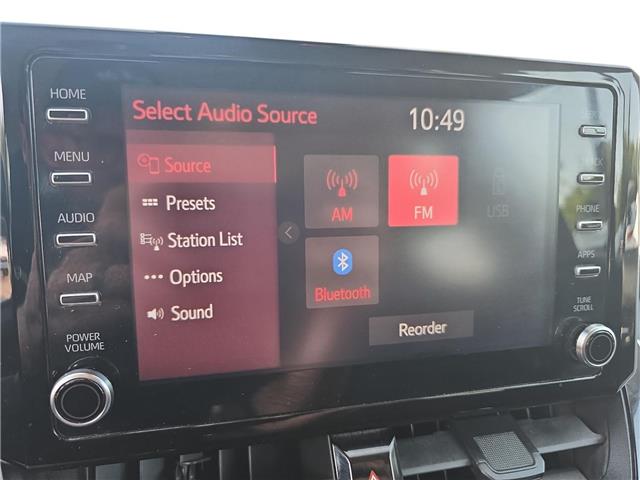 HOME
MENU
AUDIO
MAP
POWER
VOLUME
Select Audio Source
10:49
Source
Presets
Station List
Options
Sound
AM
FM
USB
Bluetooth
Reorder
PHONE
APPS
TUNE
SCROLL